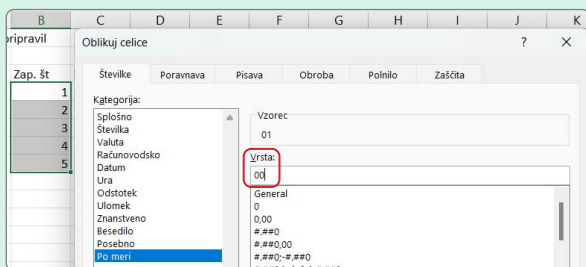 B C D E F G H I J K
pripravil
Oblikuj celice ? ×
Zap. št
1
2
3
4
5
Številke Poravnava Pisava Obroba Polnilo Zaščita
Kategorija:
Splošno
Številka
Valuta
Računovodsko
Datum
Ura
Odstotek
Ulomek
Znanstveno
Besedilo
Posebno
Po meri
Vzorec
01
Vrsta:
00
General
0
0,00
#.##0
#.##0,00
#.##0;-#.##0